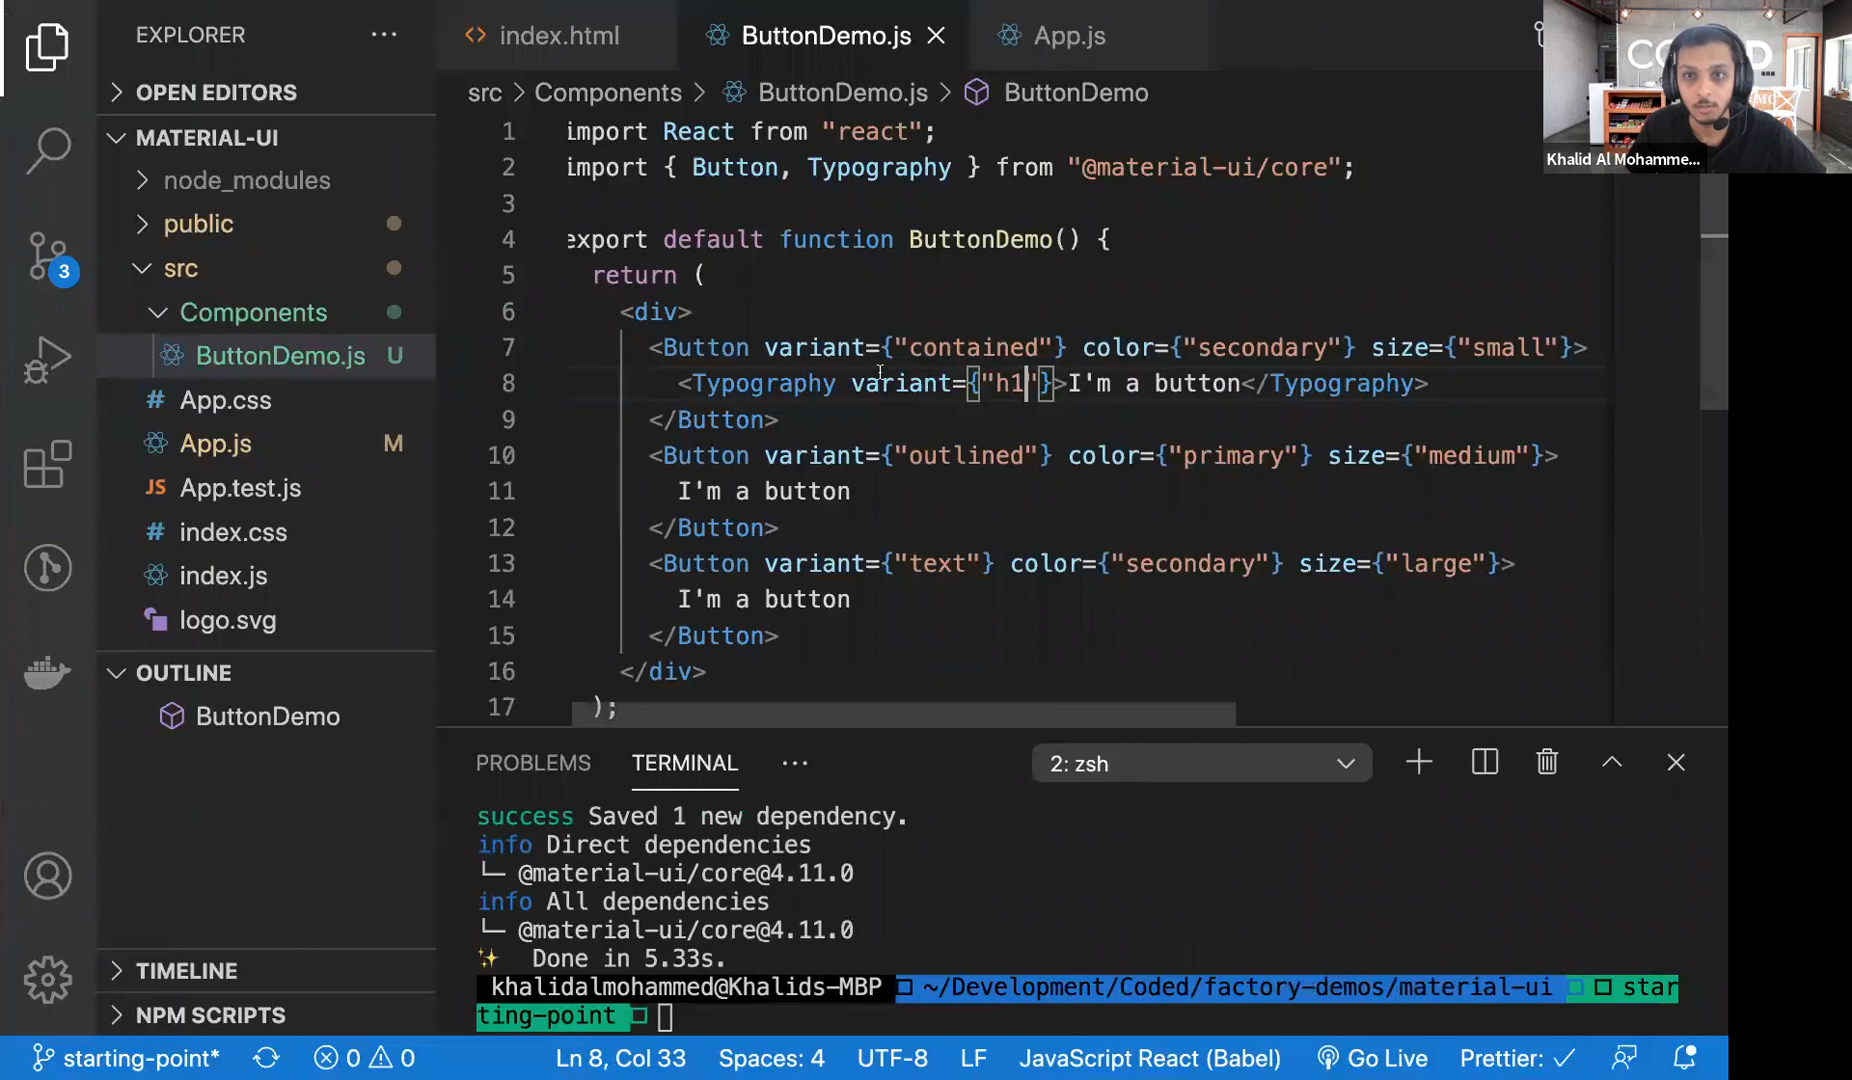 EXPLORER
OPEN EDITORS
MATERIAL-UI
node_modules
public
src
Components
ButtonDemo.js U
App.css
App.js M
App.test.js
index.css
index.js
logo.svg
OUTLINE
ButtonDemo
TIMELINE
NPM SCRIPTS
3
index.html
ButtonDemo.js
App.js
src > Components > ButtonDemo.js > ButtonDemo
1 import React from "react";
2 import { Button, Typography } from "@material-ui/core";
3
4 export default function ButtonDemo() {
5 return (
6 <div>
7 <Button variant={"contained"} color={"secondary"} size={"small"}>
8 <Typography variant={"h1"}>I'm a button</Typography>
9 </Button>
10 <Button variant={"outlined"} color={"primary"} size={"medium"}>
11 I'm a button
12 </Button>
13 <Button variant={"text"} color={"secondary"} size={"large"}>
14 I'm a button
15 </Button>
16 </div>
17 );
Khalid Al Mohamme...
PROBLEMS TERMINAL
2: zsh
success Saved 1 new dependency.
info Direct dependencies
└─ @material-ui/core@4.11.0
info All dependencies
└─ @material-ui/core@4.11.0
✨ Done in 5.33s.
khalidalmohammed@Khalids-MBP ~/Development/Coded/factory-demos/material-ui star
ting-point
starting-point* 0 0 Ln 8, Col 33 Spaces: 4 UTF-8 LF JavaScript React (Babel) Go Live Prettier: ✓